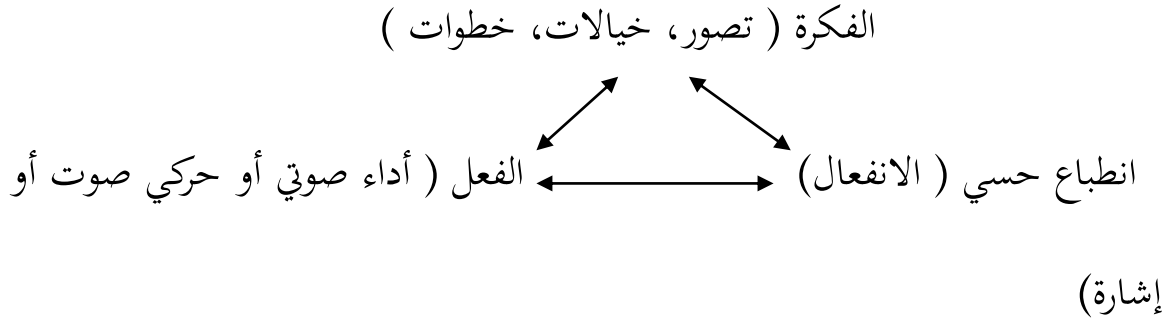 الفكرة ( تصور، خيالات، خطوات )
انطباع حسي ( الانفعال) الفعل ( أداء صوتي أو حركي صوت أو
إشارة)